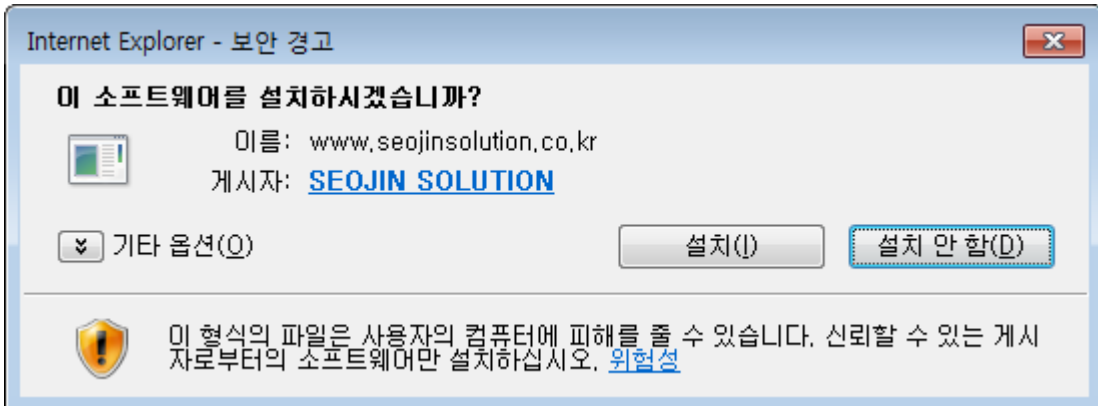 Internet Explorer - 보안 경고
이 소프트웨어를 설치하시겠습니까?
이름: www.seojinsolution.co.kr
게시자: SEOJIN SOLUTION
기타 옵션(O) 설치(I) 설치 안 함(D)
이 형식의 파일은 사용자의 컴퓨터에 피해를 줄 수 있습니다. 신뢰할 수 있는 게시
자로부터의 소프트웨어만 설치하십시오. 위험성